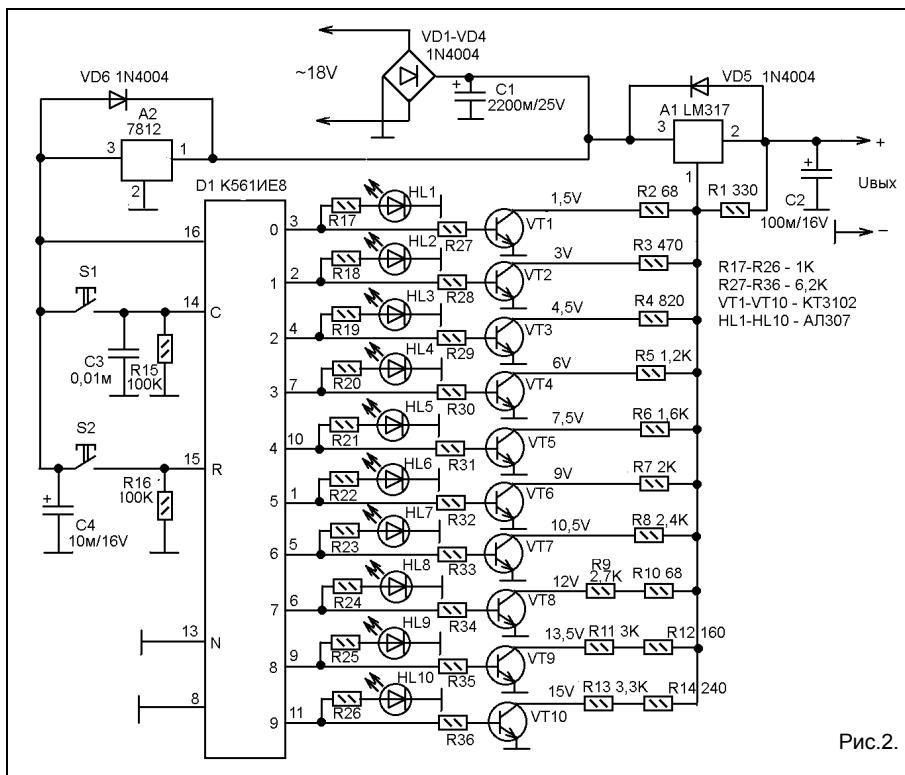 VD1-VD4
1N4004
~18V
+
C1
2200м/25V
VD6 1N4004
A2
7812
3
1
2
VD5 1N4004
A1 LM317
3
2
1
+
+
C2
100м/16V
Uвых
−
D1 К561ИЕ8
R17
HL1
0
3
R27
VT1
1,5V
R2 68
R1 330
16
R18
HL2
1
2
R28
VT2
3V
R3 470
S1
14
C
R19
HL3
2
4
R29
VT3
4,5V
R4 820
C3
0,01м
R15
100K
R20
HL4
3
7
R30
VT4
6V
R5 1,2K
R21
HL5
4
10
R31
VT5
7,5V
R6 1,6K
S2
15
R
R16
100K
R22
HL6
5
1
R32
VT6
9V
R7 2K
+
C4
10м/16V
R23
HL7
6
5
R33
VT7
10,5V
R8 2,4K
R24
HL8
7
6
R34
VT8
12V
R9
2,7K
R10 68
13
N
R25
HL9
8
9
R35
VT9
13,5V
R11 3K
R12 160
8
R26
HL10
9
11
R36
VT10
15V
R13 3,3K
R14 240
R17-R26 - 1K
R27-R36 - 6,2K
VT1-VT10 - КТ3102
HL1-HL10 - АЛ307
Рис.2.